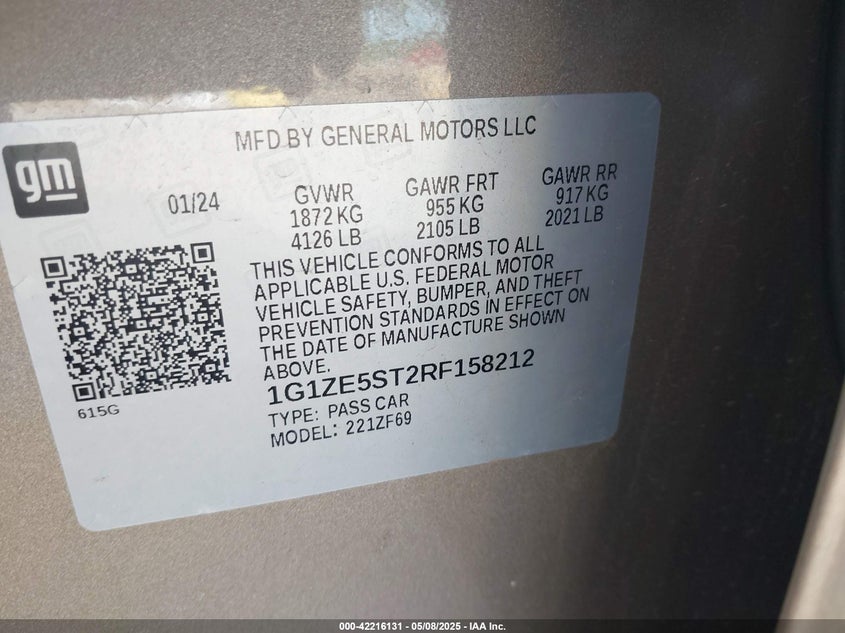 MFD BY GENERAL MOTORS LLC
gm
01/24
GVWR
1872 KG
4126 LB
GAWR FRT
955 KG
2105 LB
GAWR RR
917 KG
2021 LB
THIS VEHICLE CONFORMS TO ALL
APPLICABLE U.S. FEDERAL MOTOR
VEHICLE SAFETY, BUMPER, AND THEFT
PREVENTION STANDARDS IN EFFECT ON
THE DATE OF MANUFACTURE SHOWN
ABOVE.
1G1ZE5ST2RF158212
TYPE: PASS CAR
MODEL: 221ZF69
615G
000-42216131 - 05/08/2025 - IAA Inc.